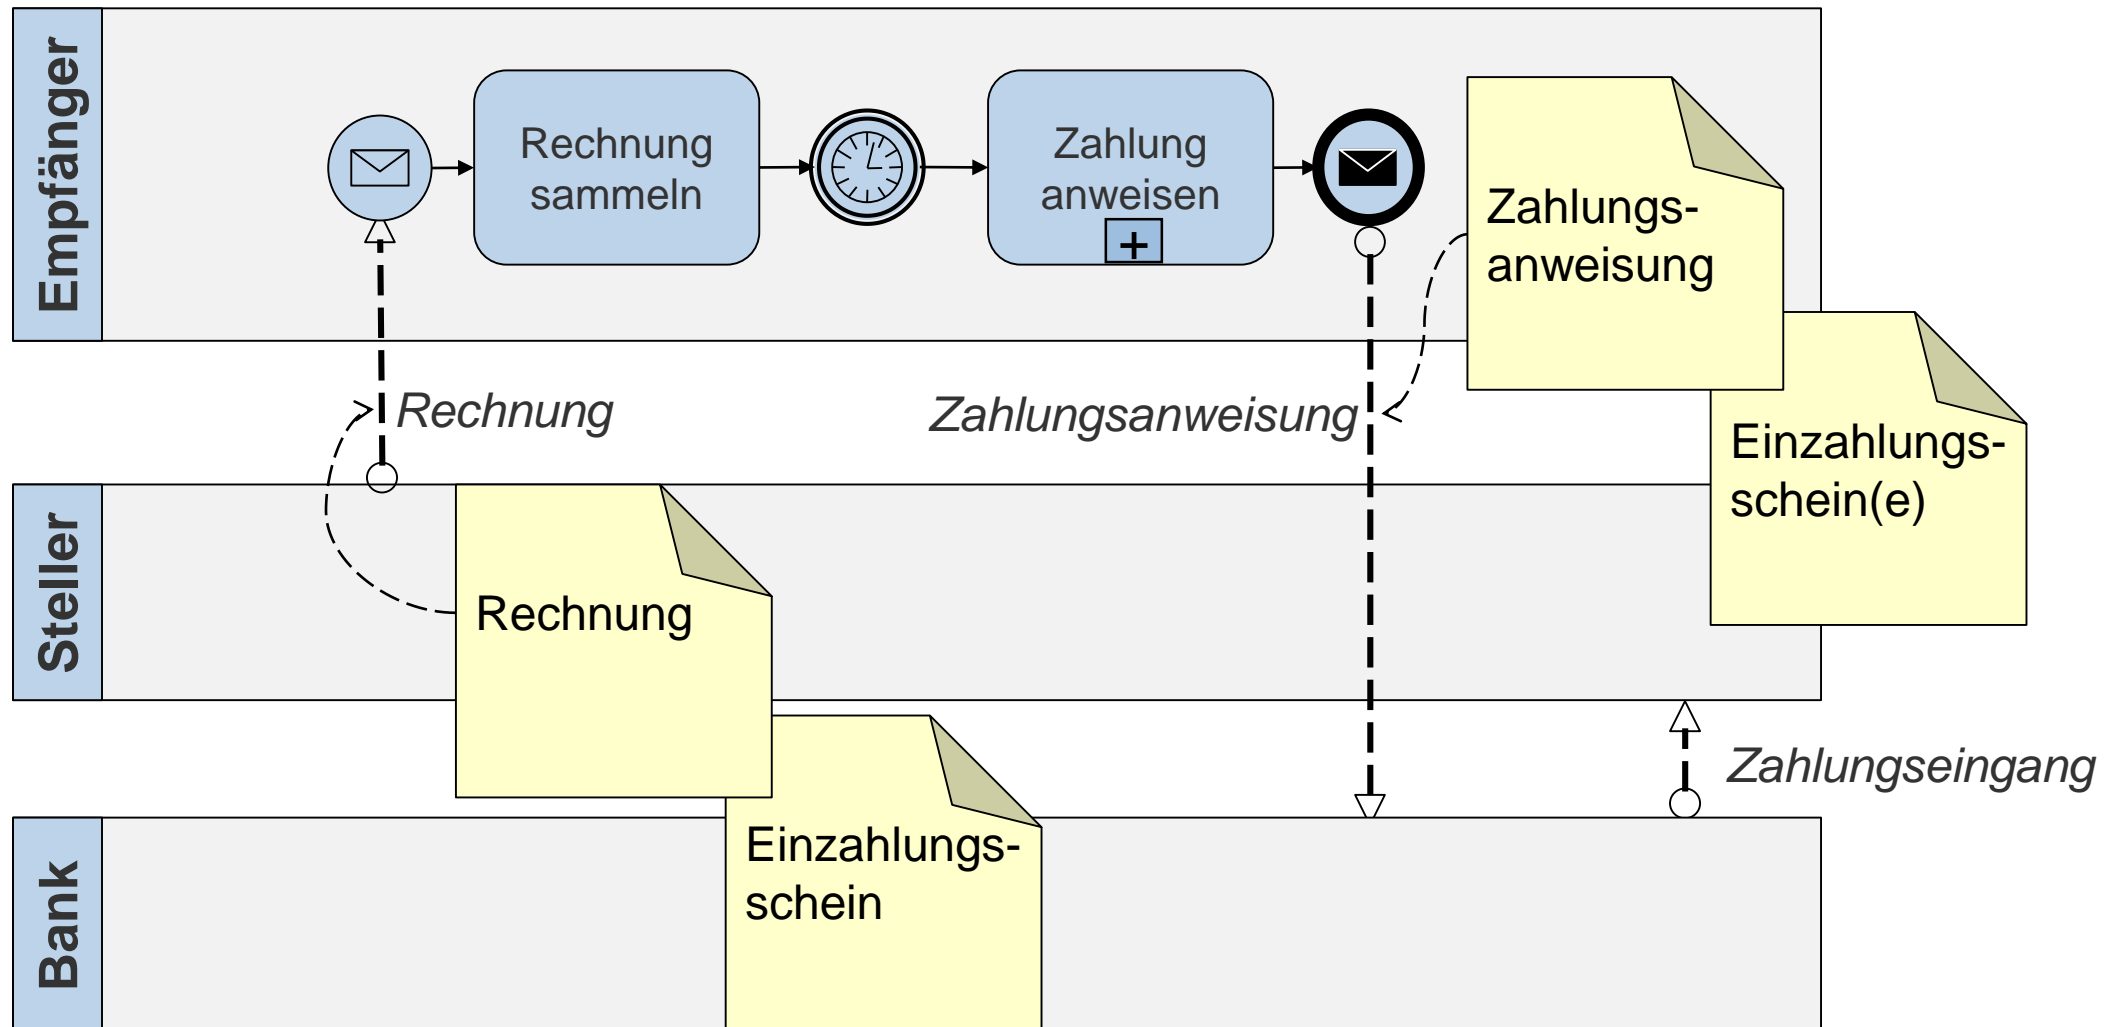 Empfänger
Rechnung
sammeln
Zahlung
anweisen
+
Zahlungs-
anweisung
Rechnung
Zahlungsanweisung
Einzahlungs-
schein(e)
Steller
Rechnung
Zahlungseingang
Bank
Einzahlungs-
schein